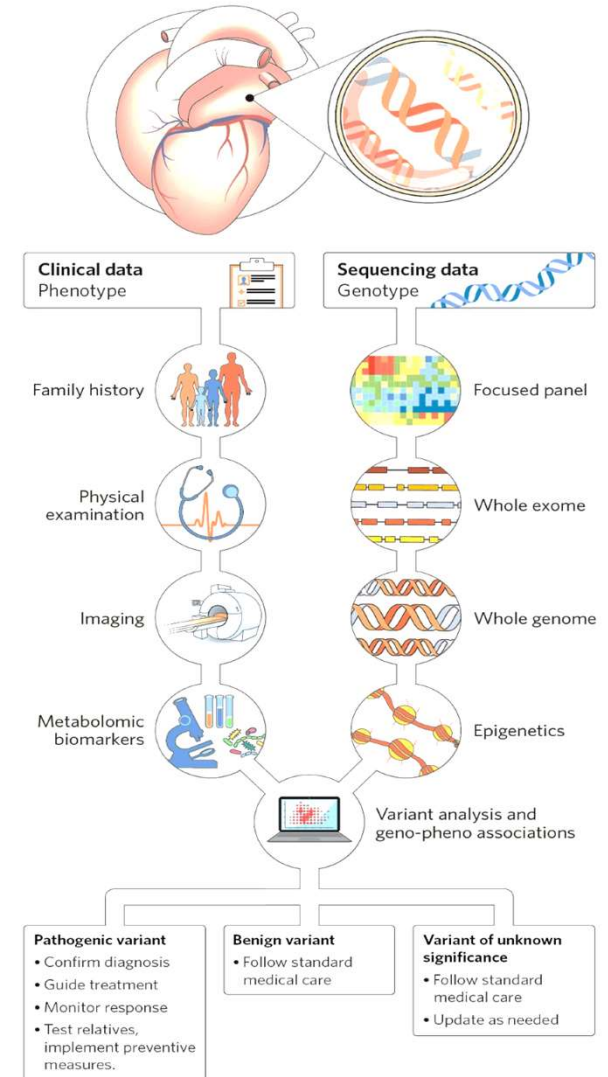 Clinical data
Phenotype
Sequencing data
Genotype
Family history
Focused panel
Physical
examination
Whole exome
Imaging
Whole genome
Metabolomic
biomarkers
Epigenetics
Variant analysis and
geno-pheno associations
Pathogenic variant
• Confirm diagnosis
• Guide treatment
• Monitor response
• Test relatives,
implement preventive
measures.
Benign variant
• Follow standard
medical care
Variant of unknown
significance
• Follow standard
medical care
• Update as needed